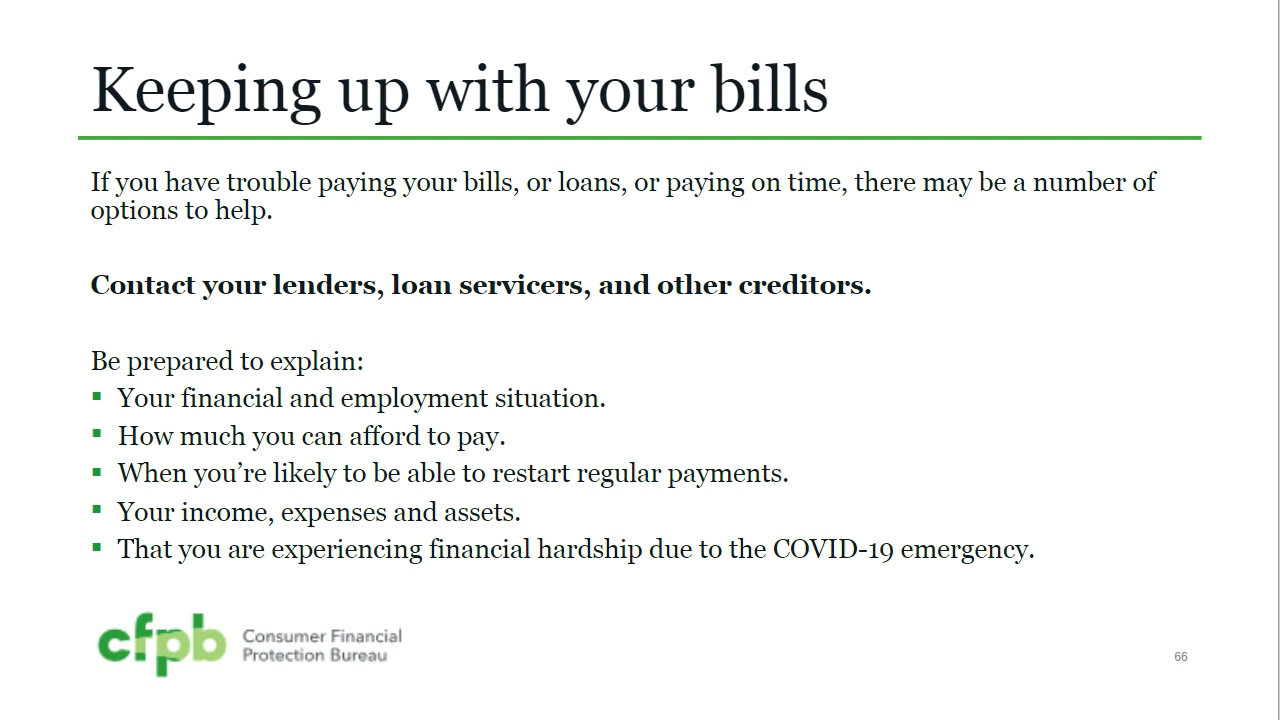 Keeping up with your bills
If you have trouble paying your bills, or loans, or paying on time, there may be a number of
options to help.
Contact your lenders, loan servicers, and other creditors.
Be prepared to explain:
▪ Your financial and employment situation.
▪ How much you can afford to pay.
▪ When you’re likely to be able to restart regular payments.
▪ Your income, expenses and assets.
▪ That you are experiencing financial hardship due to the COVID-19 emergency.
cfpb
Consumer Financial
Protection Bureau
66